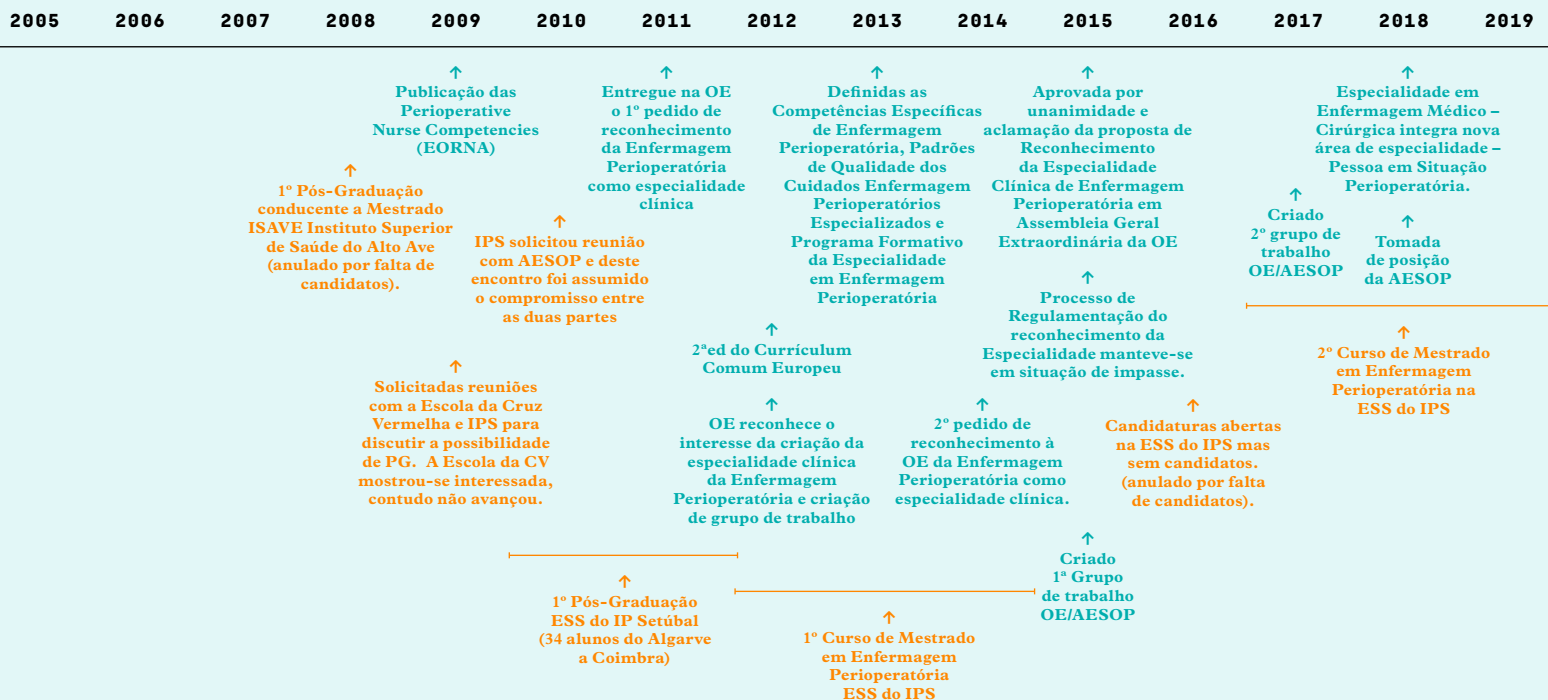 2005 2006 2007 2008 2009 2010 2011 2012 2013 2014 2015 2016 2017 2018 2019
Publicação das
Perioperative
Nurse Competencies
(EORNA)
Entregue na OE
o 1º pedido de
reconhecimento
da Enfermagem
Perioperatória
como especialidade
clínica
Definidas as
Competências Específicas
de Enfermagem
Perioperatória, Padrões
de Qualidade dos
Cuidados Enfermagem
Perioperatórios
Especializados e
Programa Formativo
da Especialidade
em Enfermagem
Perioperatória
Aprovada por
unanimidade e
aclamação da proposta de
Reconhecimento
da Especialidade
Clínica de Enfermagem
Perioperatória em
Assembleia Geral
Extraordinária da OE
Especialidade em
Enfermagem Médico –
Cirúrgica integra nova
área de especialidade –
Pessoa em Situação
Perioperatória.
1º Pós-Graduação
conducente a Mestrado
ISAVE Instituto Superior
de Saúde do Alto Ave
(anulado por falta de
candidatos).
IPS solicitou reunião
com AESOP e deste
encontro foi assumido
o compromisso entre
as duas partes
Criado
2º grupo de
trabalho
OE/AESOP
Tomada
de posição
da AESOP
Processo de
Regulamentação do
reconhecimento da
Especialidade manteve-se
em situação de impasse.
2ªed do Currículum
Comum Europeu
2º Curso de Mestrado
em Enfermagem
Perioperatória na
ESS do IPS
Solicitadas reuniões
com a Escola da Cruz
Vermelha e IPS para
discutir a possibilidade
de PG. A Escola da CV
mostrou-se interessada,
contudo não avançou.
OE reconhece o
interesse da criação da
especialidade clínica
da Enfermagem
Perioperatória e criação
de grupo de trabalho
2º pedido de
reconhecimento à
OE da Enfermagem
Perioperatória como
especialidade clínica.
Candidaturas abertas
na ESS do IPS mas
sem candidatos.
(anulado por falta
de candidatos).
Criado
1ª Grupo
de trabalho
OE/AESOP
1º Pós-Graduação
ESS do IP Setúbal
(34 alunos do Algarve
a Coimbra)
1º Curso de Mestrado
em Enfermagem
Perioperatória
ESS do IPS